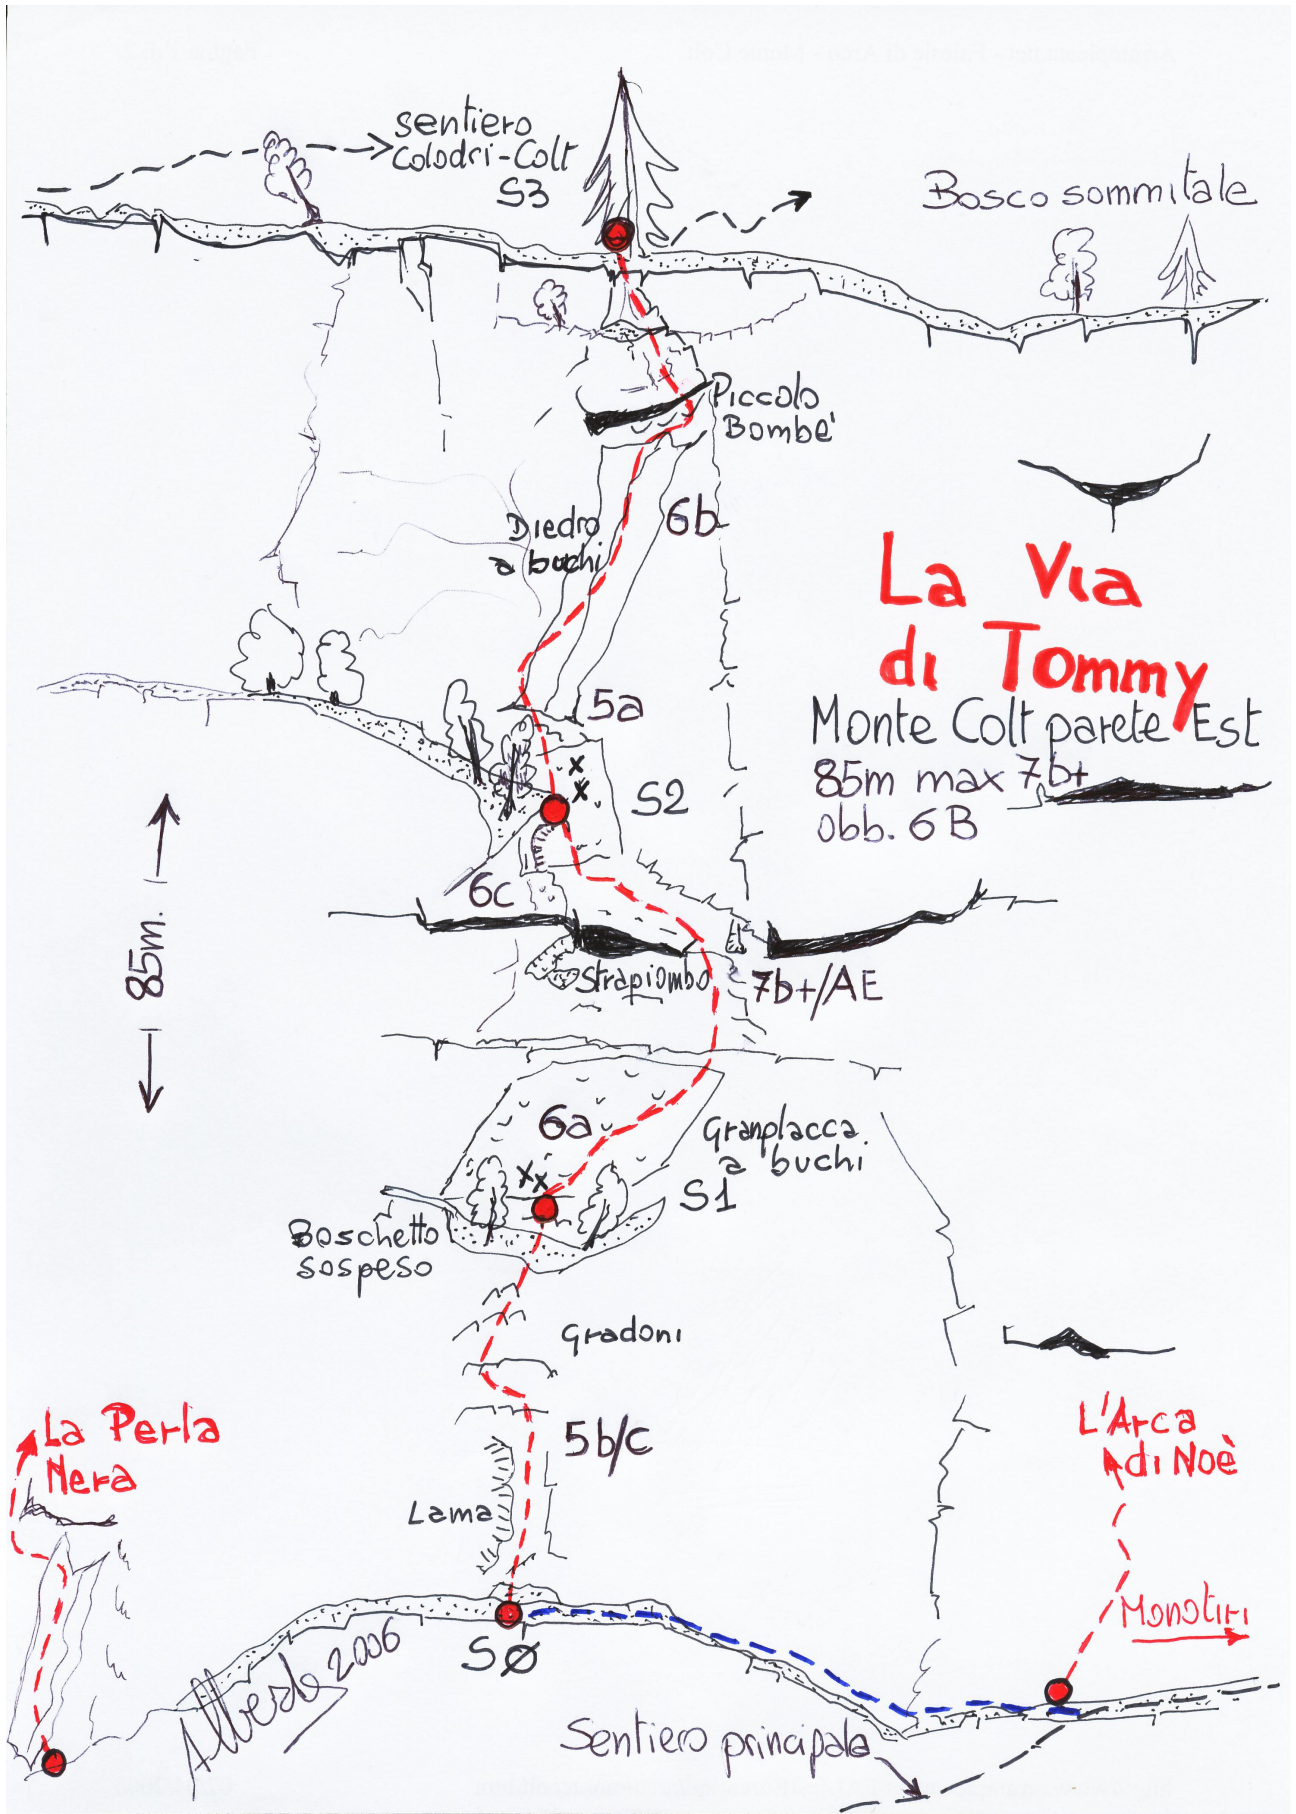 sentiero
Colodri-Colt
S3
Bosco sommitale
Piccolo
Bombe'
Diedro
a buchi
6b
La Via
di Tommy
Monte Colt parete Est
85m max 7b+
obb. 6B
5a
S2
6c
85m.
Strapiombo
7b+/AE
6a
Granplacca
a buchi
S1
Boschetto
sospeso
Gradoni
5b/c
Lama
La Perla
Nera
L'Arca
di Noè
Monotiri
SØ
2006
Sentiero principale